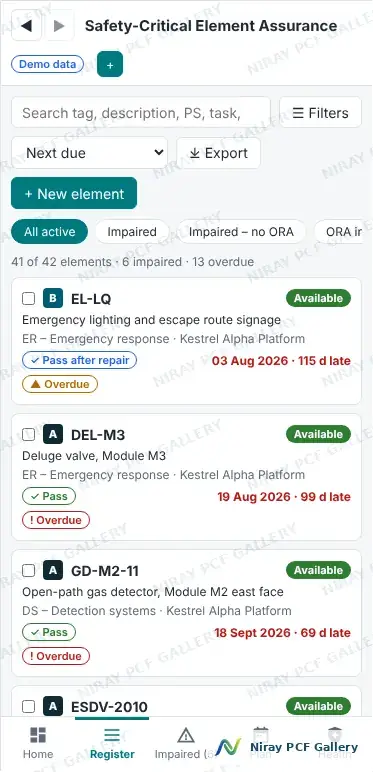 Safety-Critical Element Assurance
Demo data
+
Search tag, description, PS, task,
☰ Filters
Next due
Export
+ New element
All active
Impaired
Impaired – no ORA
41 of 42 elements · 6 impaired · 13 overdue
B EL-LQ Available
Emergency lighting and escape route signage
ER – Emergency response · Kestrel Alpha Platform
✓ Pass after repair 03 Aug 2026 · 115 d late
▲ Overdue
A DEL-M3 Available
Deluge valve, Module M3
ER – Emergency response · Kestrel Alpha Platform
✓ Pass 19 Aug 2026 · 99 d late
! Overdue
A GD-M2-11 Available
Open-path gas detector, Module M2 east face
DS – Detection systems · Kestrel Alpha Platform
✓ Pass 18 Sept 2026 · 69 d late
! Overdue
A ESDV-2010 Available
Home
Register
Impaired
Niray PCF Gallery
NIRAY PCF GALLERY